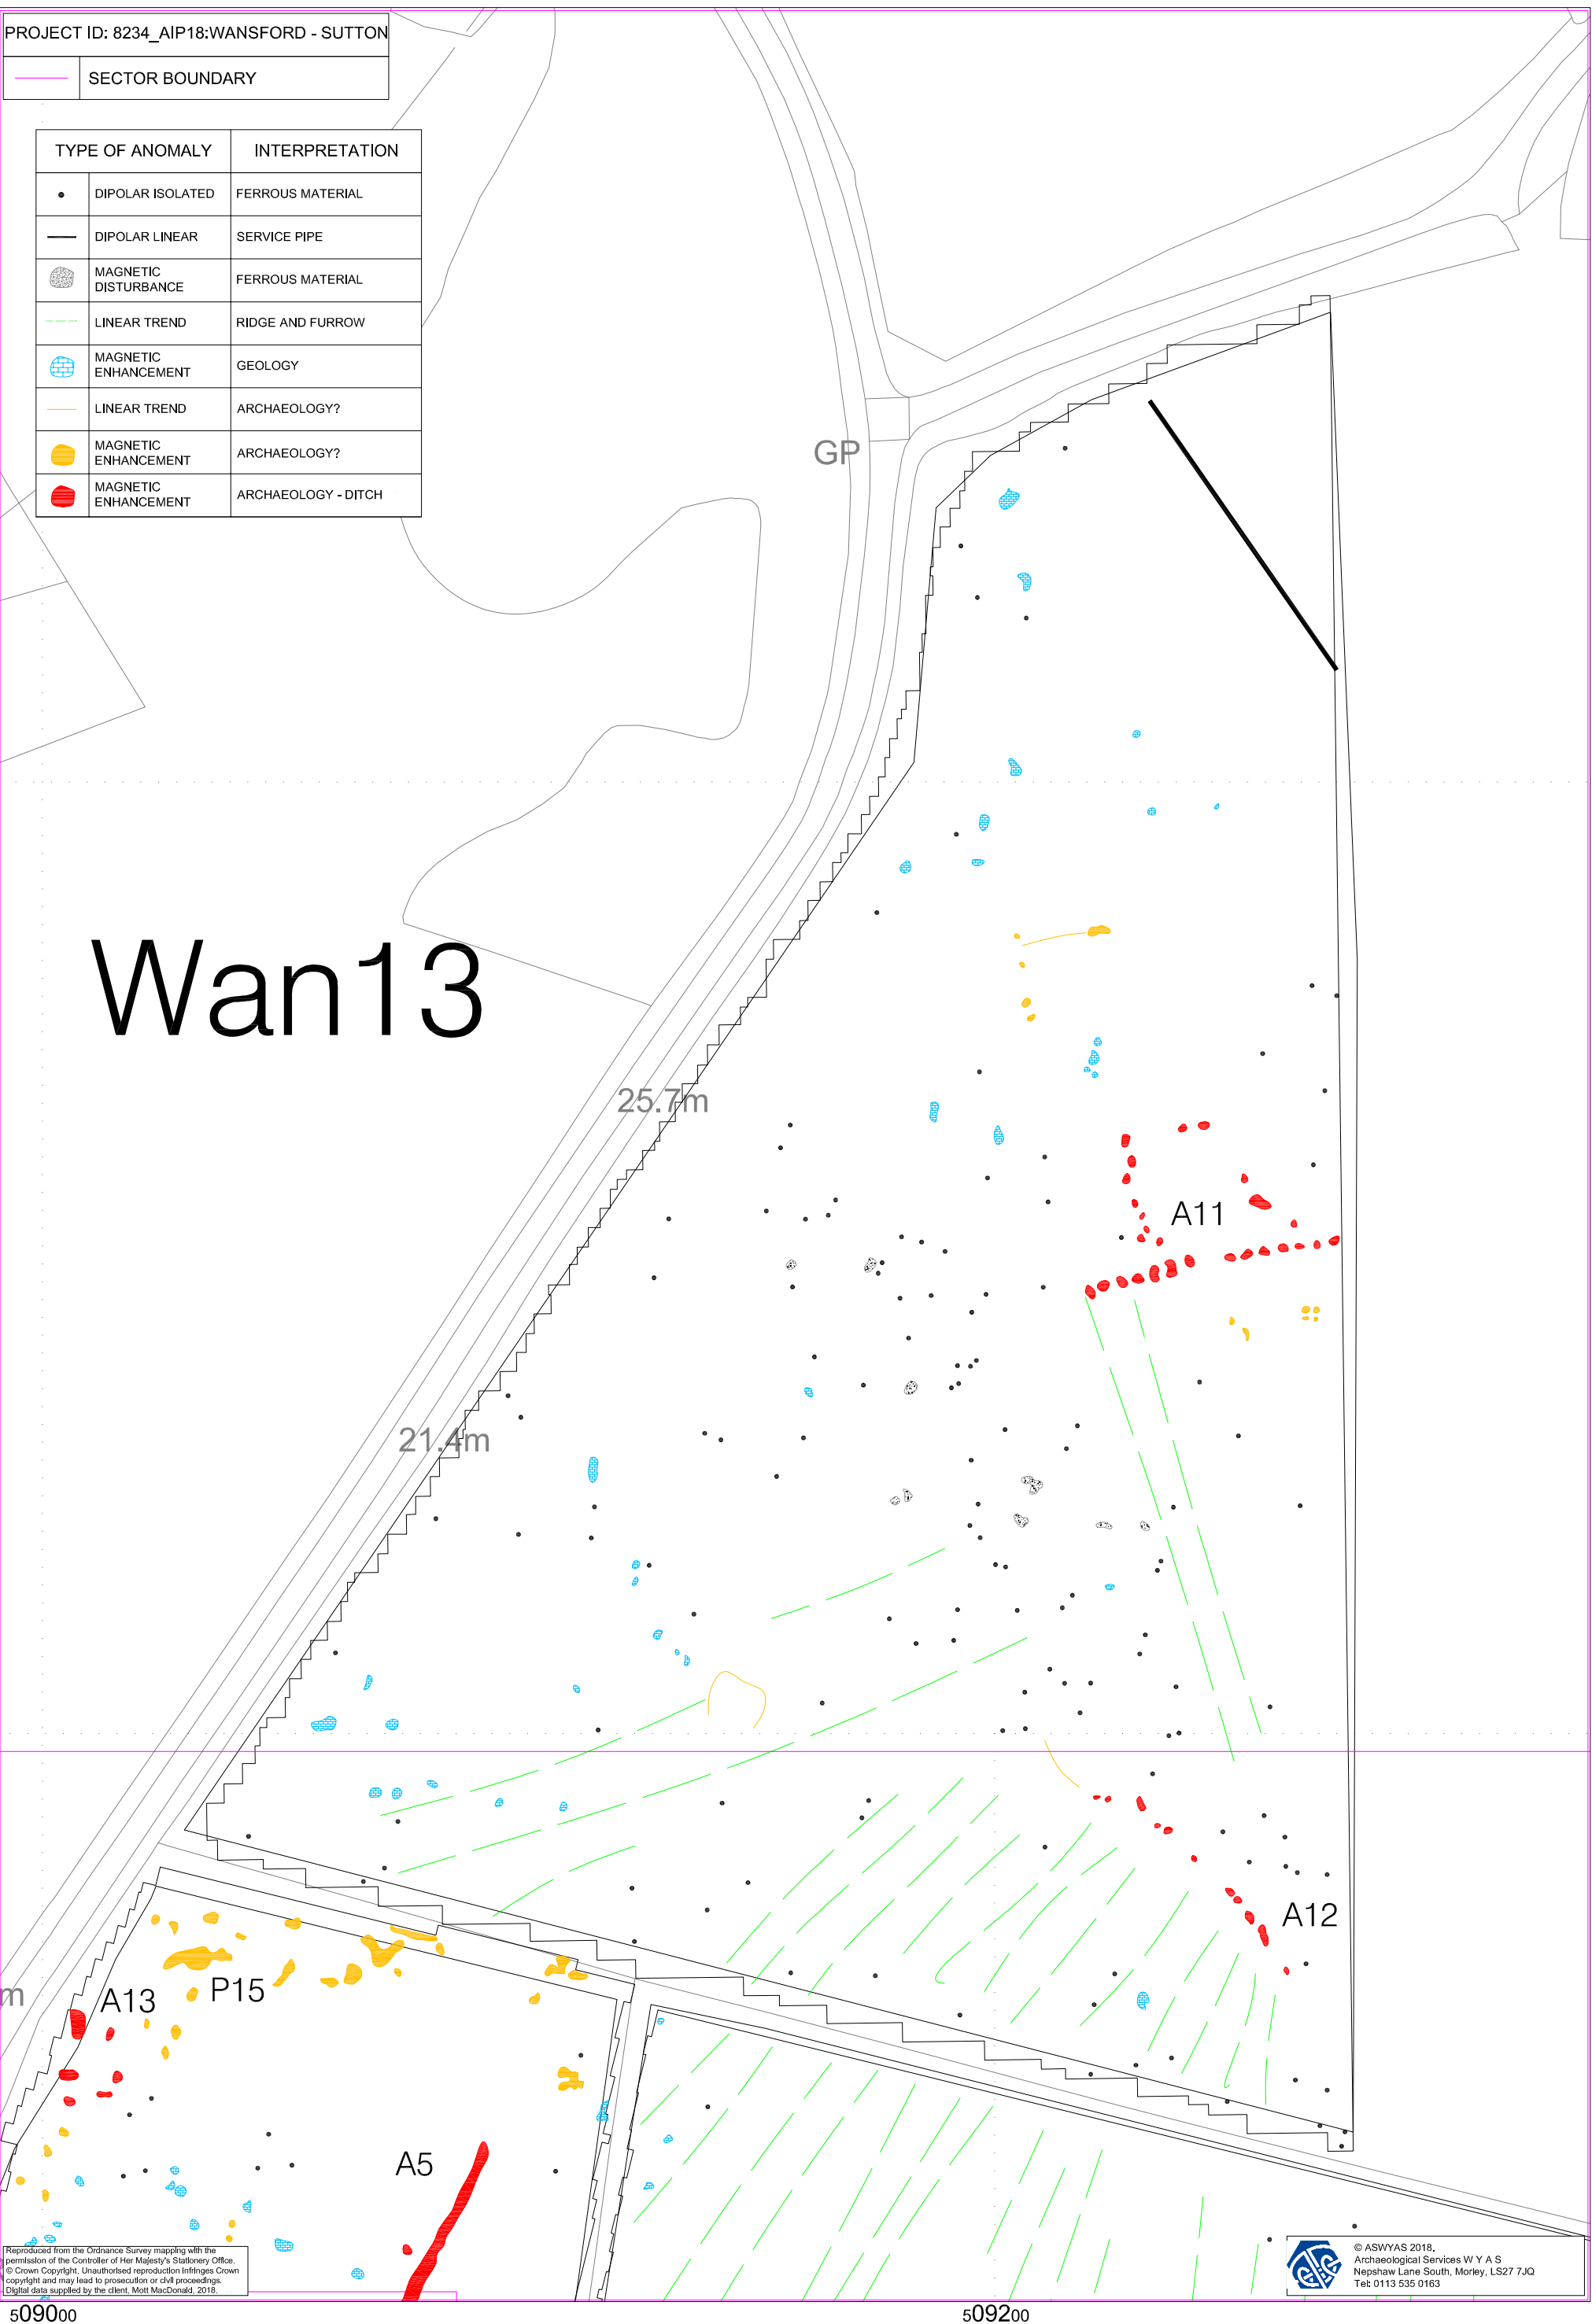 PROJECT ID: 8234_AIP18:WANSFORD - SUTTON
SECTOR BOUNDARY
TYPE OF ANOMALY INTERPRETATION
DIPOLAR ISOLATED FERROUS MATERIAL
DIPOLAR LINEAR SERVICE PIPE
MAGNETIC
DISTURBANCE
FERROUS MATERIAL
LINEAR TREND RIDGE AND FURROW
MAGNETIC
ENHANCEMENT
GEOLOGY
LINEAR TREND ARCHAEOLOGY?
MAGNETIC
ENHANCEMENT
ARCHAEOLOGY?
MAGNETIC
ENHANCEMENT
ARCHAEOLOGY - DITCH
GP
Wan13
25.7m
A11
21.4m
A12
m
A13
P15
A5
Reproduced from the Ordnance Survey mapping with the
permission of the Controller of Her Majesty's Stationery Office.
© Crown Copyright. Unauthorised reproduction infringes Crown
copyright and may lead to prosecution or civil proceedings.
Digital data supplied by the client, Mott MacDonald, 2018.
© ASWYAS 2018.
Archaeological Services W Y A S
Nepshaw Lane South, Morley, LS27 7JQ
Tel: 0113 535 0163
509000
509200